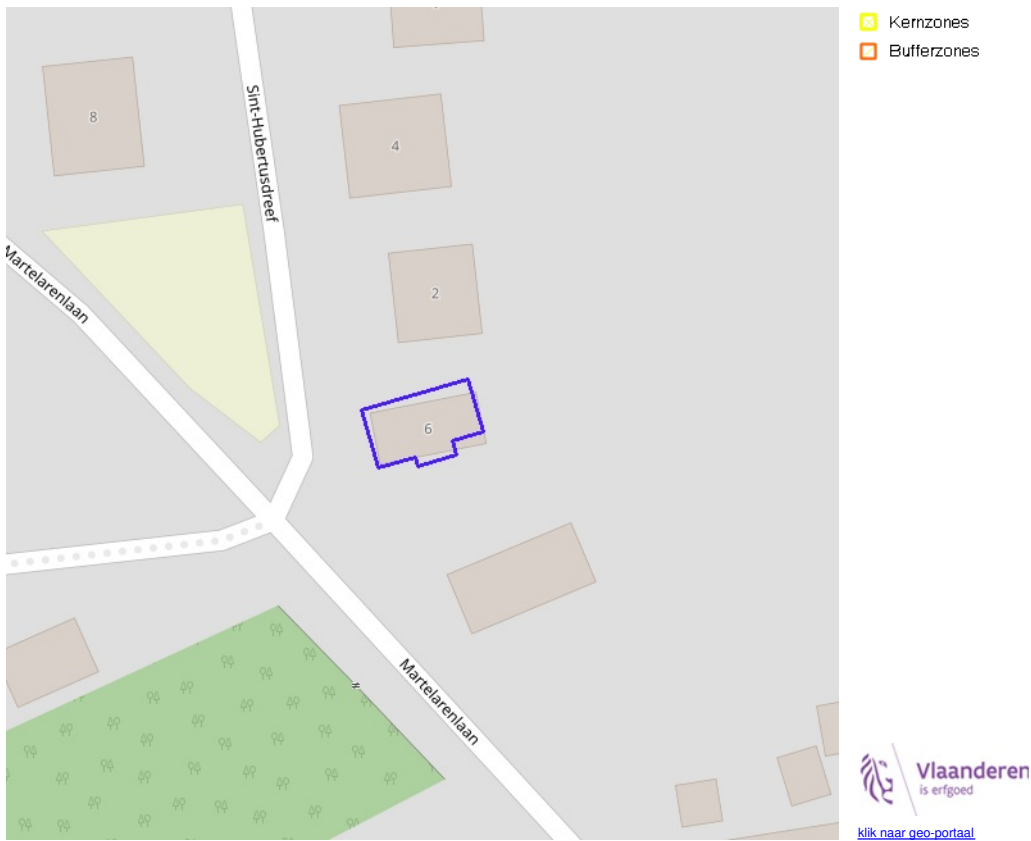 Kernzones
Bufferzones
8
Sint-Hubertusdreef
4
Martelarenlaan
2
6
Martelarenlaan
Vlaanderen
is erfgoed
klik naar geo-portaal